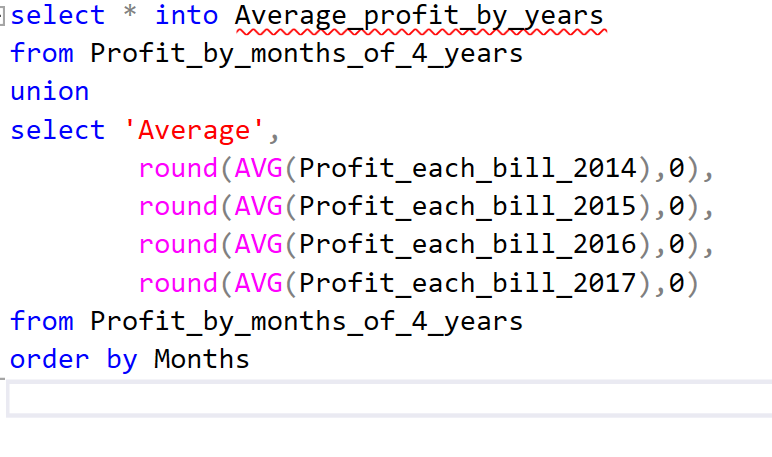 select * into Average_profit_by_years
from Profit_by_months_of_4_years
union
select 'Average',
round(AVG(Profit_each_bill_2014),0),
round(AVG(Profit_each_bill_2015),0),
round(AVG(Profit_each_bill_2016),0),
round(AVG(Profit_each_bill_2017),0)
from Profit_by_months_of_4_years
order by Months